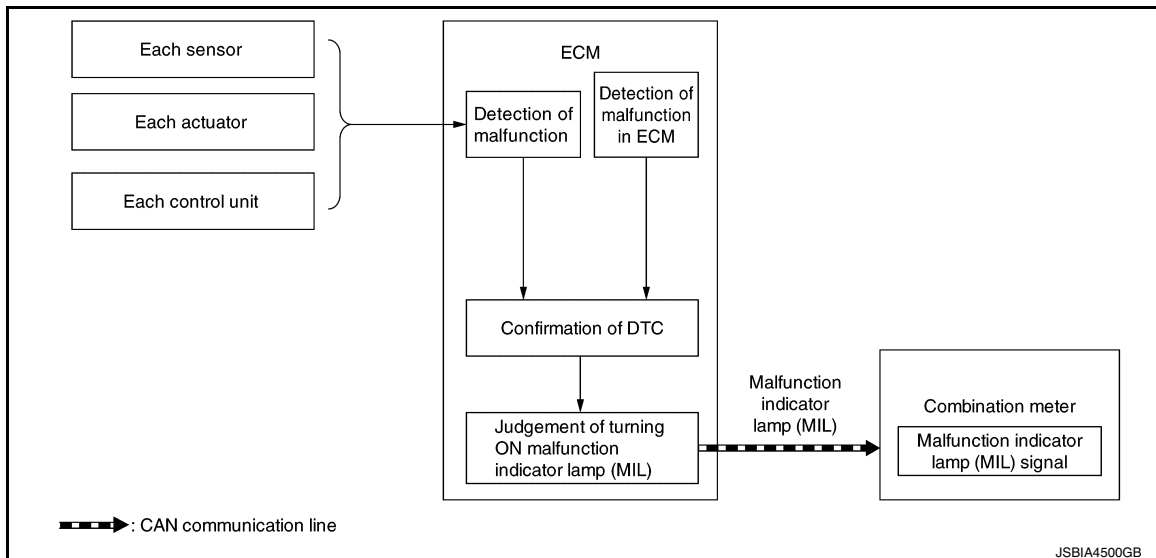 Each sensor
Each actuator
Each control unit
ECM
Detection of
malfunction
Detection of
malfunction
in ECM
Confirmation of DTC
Judgement of turning
ON malfunction
indicator lamp (MIL)
Malfunction
indicator
lamp (MIL)
Combination meter
Malfunction indicator
lamp (MIL) signal
: CAN communication line
JSBIA4500GB